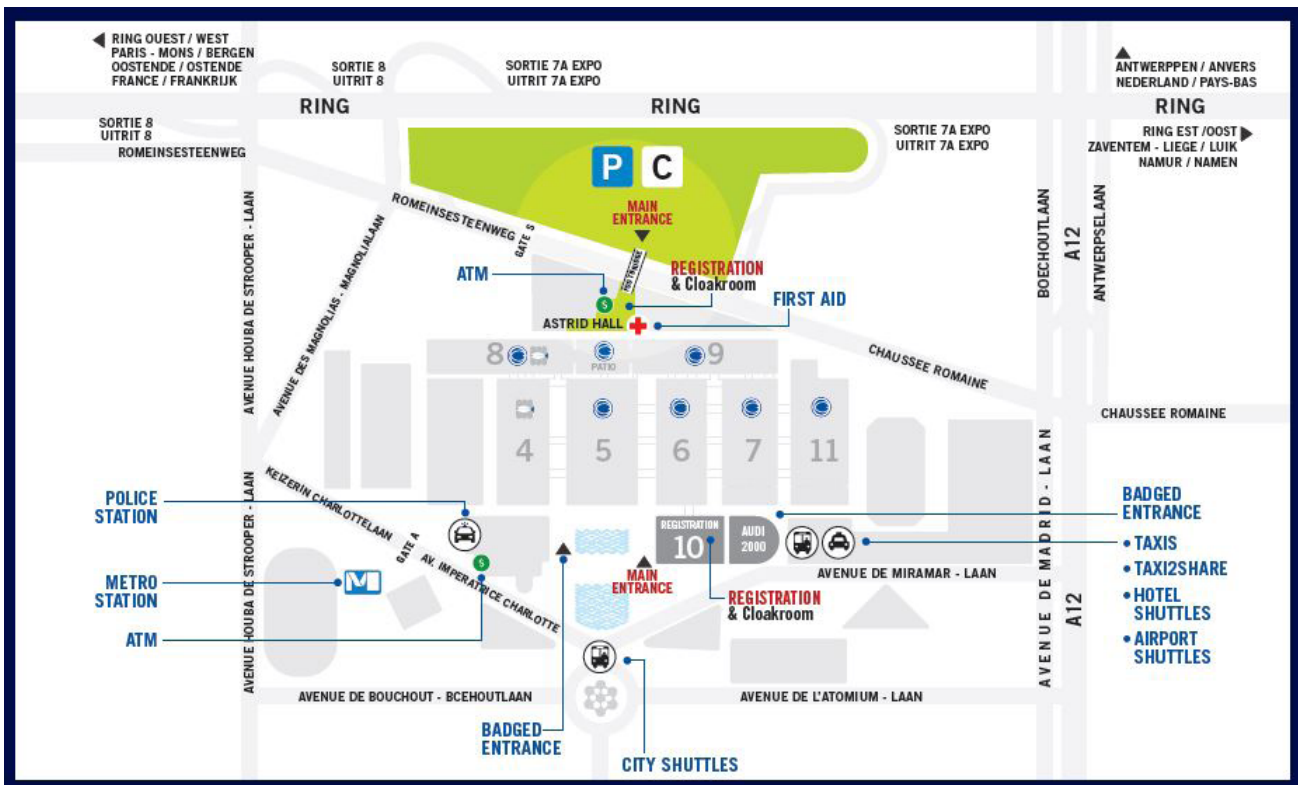 RING OUEST / WEST
PARIS - MONS / BERGEN
OOSTENDE / OSTENDE
FRANCE / FRANKRIJK
SORTIE 8
UITRIT 8
SORTIE 7A EXPO
UITRIT 7A EXPO
ANTWERPPEN / ANVERS
NEDERLAND / PAYS-BAS
RING
RING
RING
SORTIE 8
UITRIT 8
ROMEINSESTEENWEG
SORTIE 7A EXPO
UITRIT 7A EXPO
RING EST /OOST
ZAVENTEM - LIEGE / LUIK
NAMUR / NAMEN
P
C
AVENUE HOUBA DE STROOPER - LAAN
AVENUE DES MAGNOLIAS - MAGNOLIALAAN
ROMEINSESTEENWEG
GATE S
MAIN
ENTRANCE
BOECHOUTLAAN
A12
ANTWERPSELAAN
ATM
S
REGISTRATION
& Cloakroom
FIRST AID
ASTRID HALL
8
PATIO
9
CHAUSSEE ROMAINE
CHAUSSEE ROMAINE
4
5
6
7
11
AVENUE HOUBA DE STROOPER - LAAN
KEIZERIN CHARLOTTELAAN
GATE A
POLICE
STATION
METRO
STATION
M
ATM
S
AV. IMPERATRICE CHARLOTTE
REGISTRATION
10
AUDI
2000
MAIN
ENTRANCE
REGISTRATION
& Cloakroom
AVENUE DE MIRAMAR - LAAN
AVENUE DE MADRID - LAAN
A12
BADGED
ENTRANCE
• TAXIS
• TAXI2SHARE
• HOTEL
SHUTTLES
• AIRPORT
SHUTTLES
AVENUE DE BOUCHOUT - BCEHOUTLAAN
AVENUE DE L'ATOMIUM - LAAN
BADGED
ENTRANCE
CITY SHUTTLES